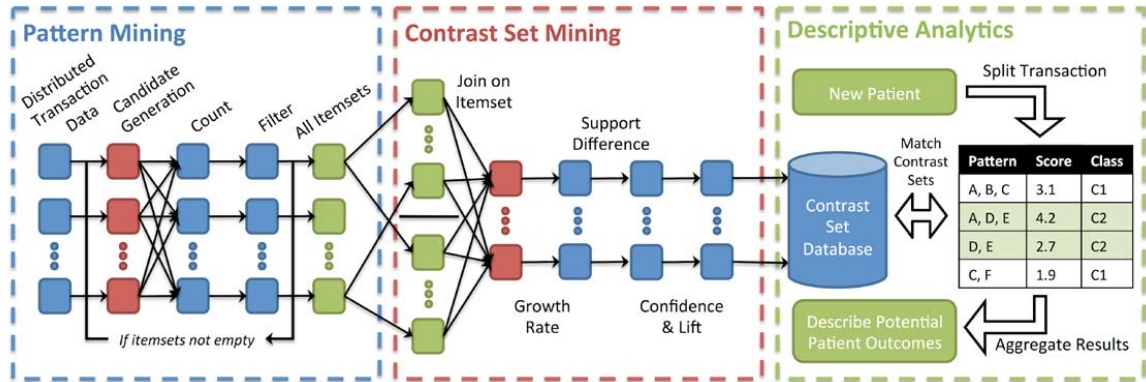 Pattern Mining
Distributed
Transaction
Data
Candidate
Generation
Count
Filter
All Itemsets
If itemsets not empty
Contrast Set Mining
Join on
Itemset
Support
Difference
Growth
Rate
Confidence
& Lift
Descriptive Analytics
New Patient
Split Transaction
Contrast
Set
Database
Match
Contrast
Sets
Pattern Score Class
A, B, C 3.1 C1
A, D, E 4.2 C2
D, E 2.7 C2
C, F 1.9 C1
Describe Potential
Patient Outcomes
Aggregate Results